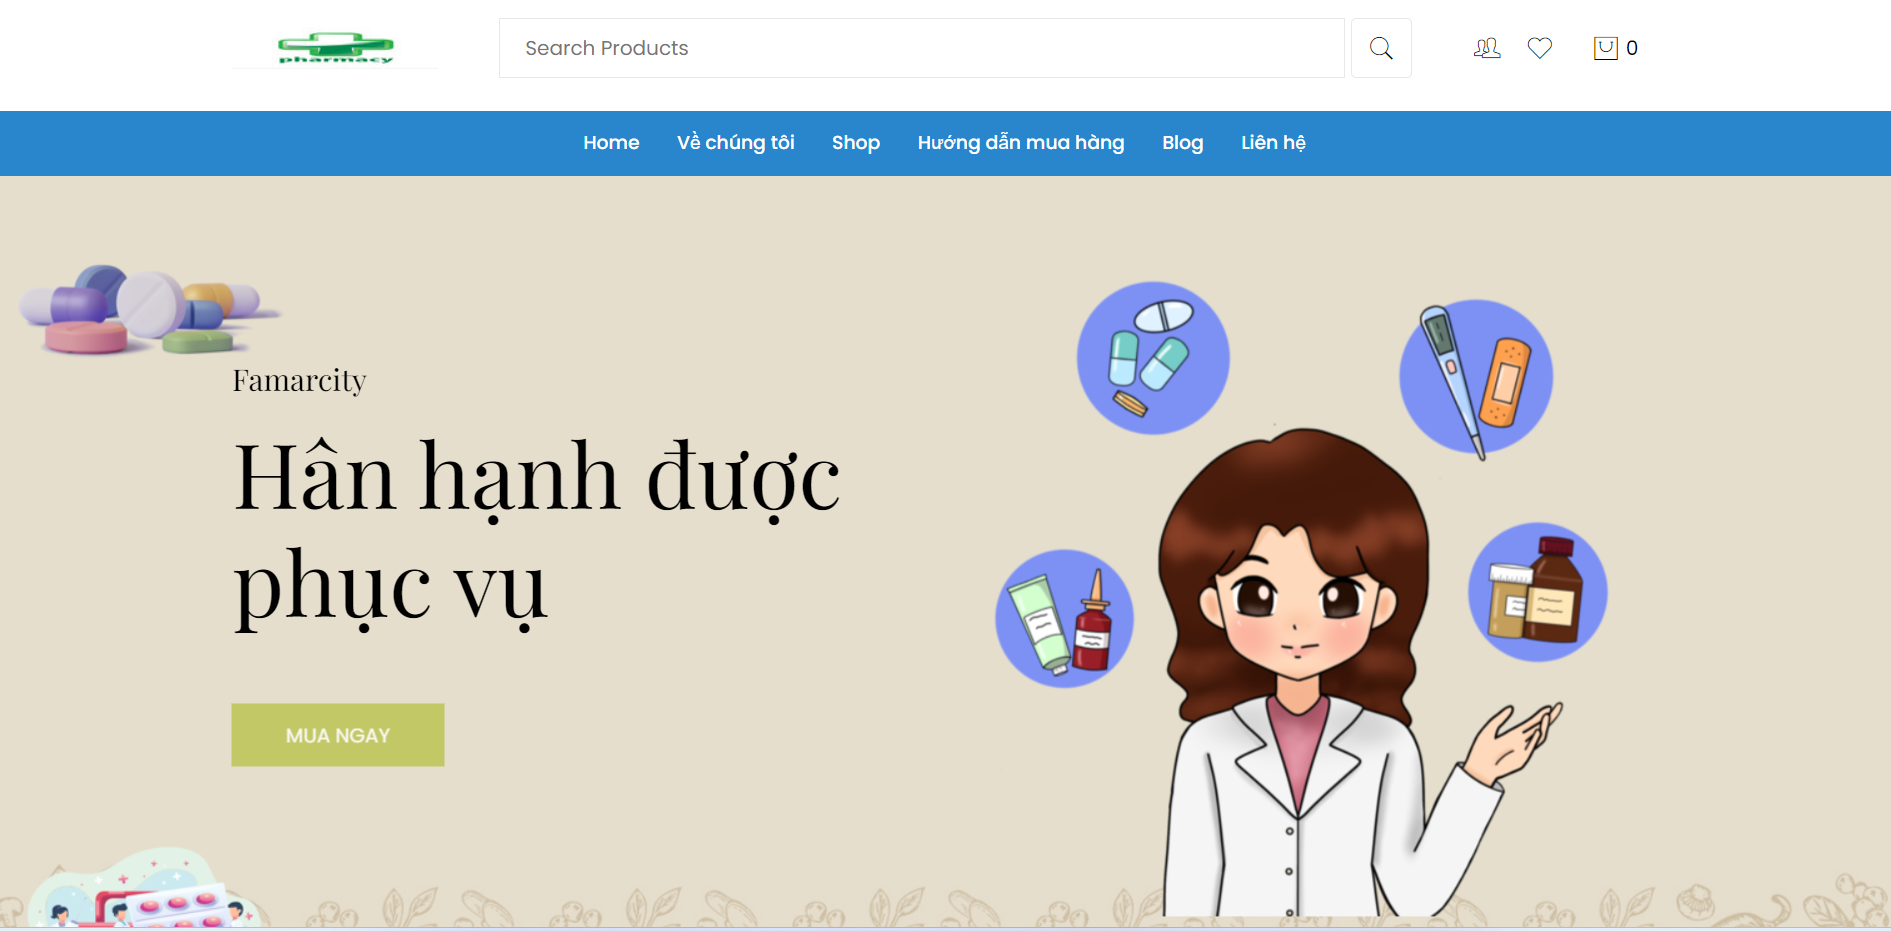 pharmacy
Search Products
0
Home Về chúng tôi Shop Hướng dẫn mua hàng Blog Liên hệ
Famarcity
Hân hạnh được
phục vụ
MUA NGAY